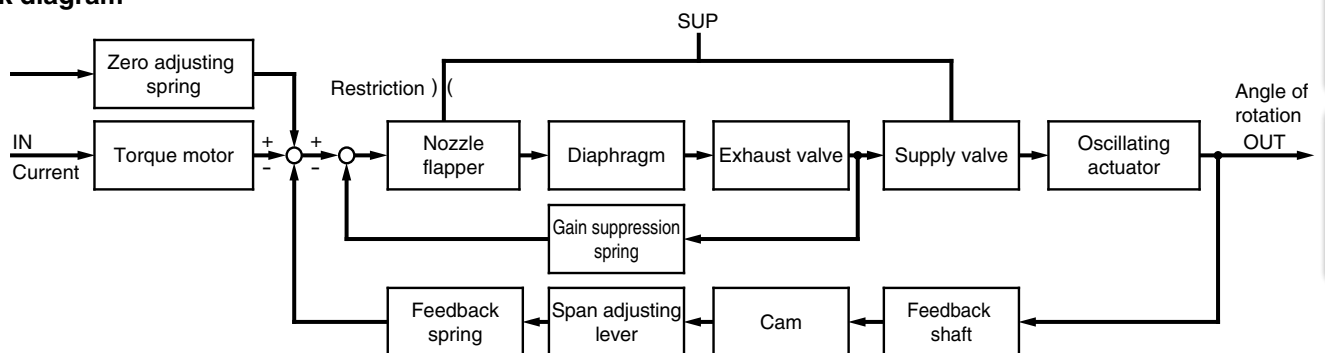 k diagram
SUP
Zero adjusting
spring
Restriction ) (
Angle of
rotation
OUT
IN
Current
Torque motor
+
-
+
-
Nozzle
flapper
Diaphragm
Exhaust valve
Supply valve
Oscillating
actuator
Gain suppression
spring
Feedback
spring
Span adjusting
lever
Cam
Feedback
shaft